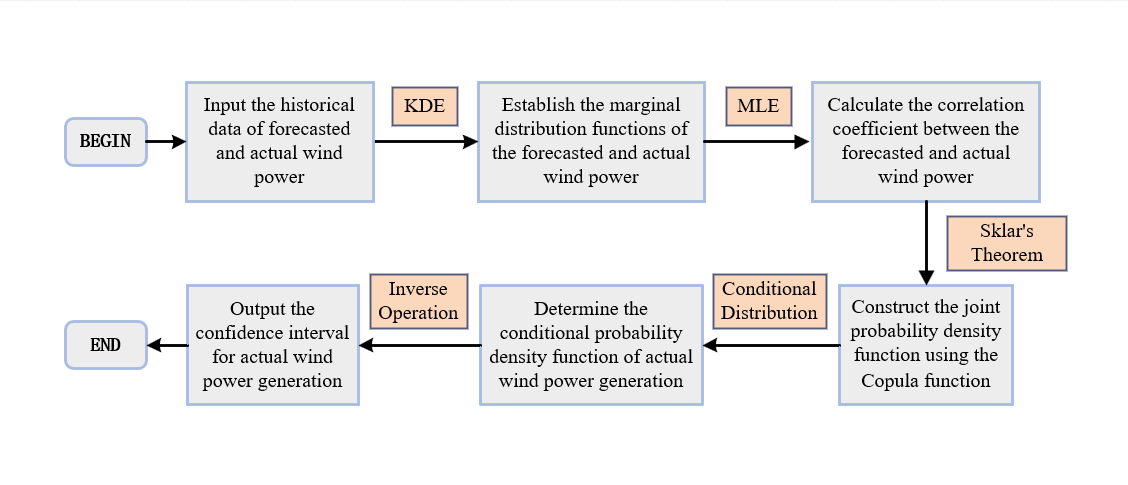 BEGIN
Input the historical
data of forecasted
and actual wind
power
KDE
Establish the marginal
distribution functions of
the forecasted and actual
wind power
MLE
Calculate the correlation
coefficient between the
forecasted and actual
wind power
Sklar's
Theorem
Construct the joint
probability density
function using the
Copula function
Conditional
Distribution
Determine the
conditional probability
density function of actual
wind power generation
Inverse
Operation
Output the
confidence interval
for actual wind
power generation
END